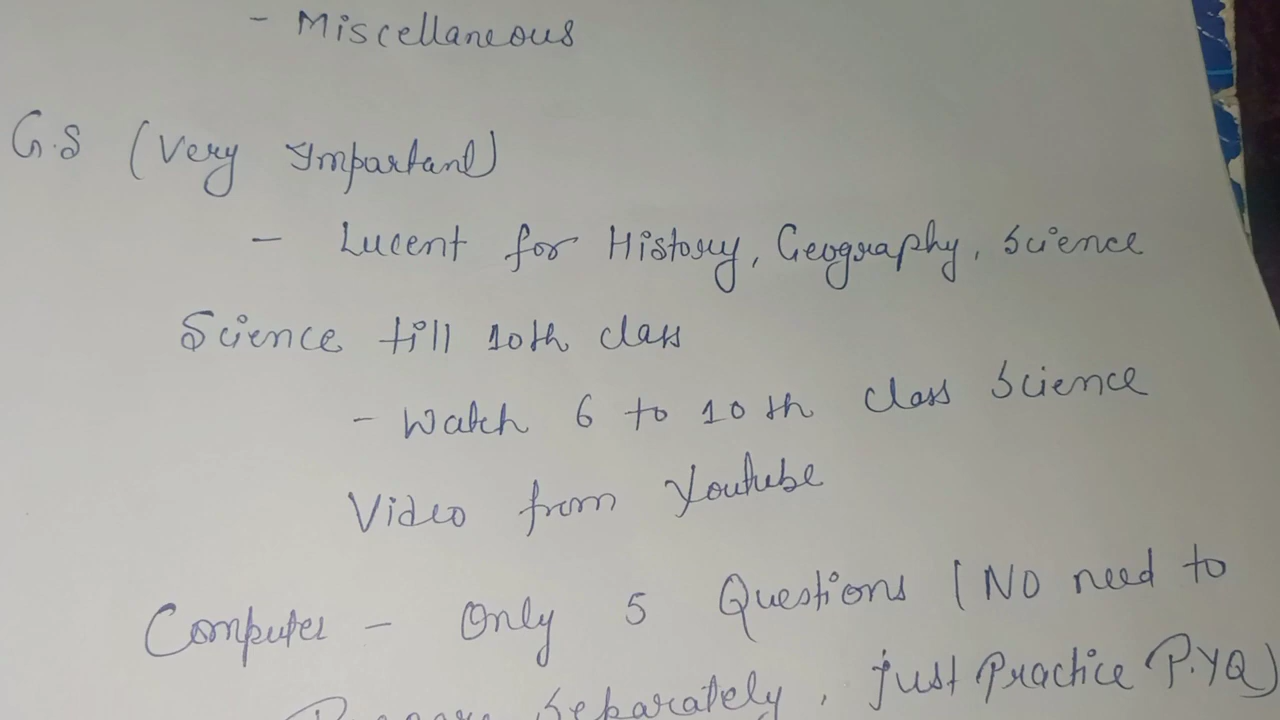 - Miscellaneous
G.S (Very Important)
- Lucent for History, Geography, Science
Science till 10th class
- Watch 6 to 10th class Science
Video from Youtube
Computer - Only 5 Questions (No need to
Prepare Separately, just Practice P.YQ)